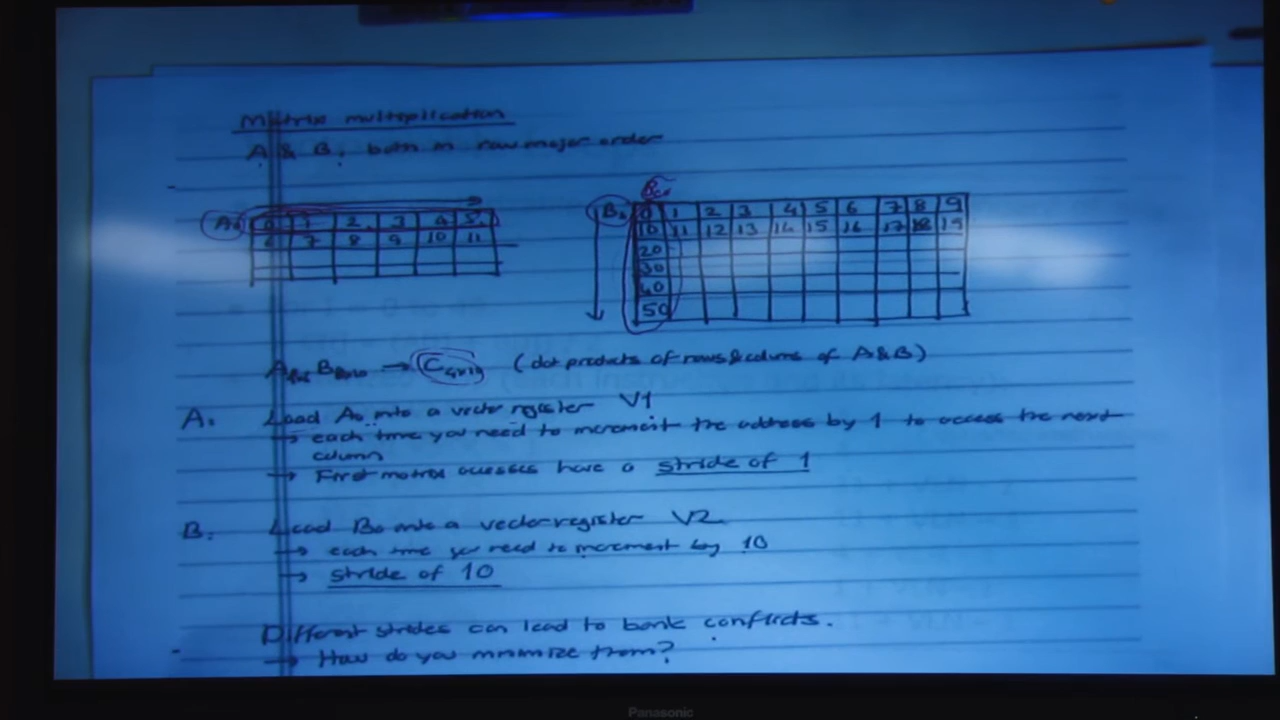 Matrix multiplication
A & B, both in row major order
A0 0 1 2 3 4 5
6 7 8 9 10 11
B0 0 1 2 3 4 5 6 7 8 9
10 11 12 13 14 15 16 17 18 19
20
30
40
50
A4x6 B6x10 → C4x10 (dot products of rows & colums of A & B)
A: Load A0 into a vector register V1
→ each time you need to increment the address by 1 to access the next
column
→ First matrix accesses have a stride of 1
B: Load B0 into a vector register V2
→ each time you need to increment by 10
→ stride of 10
Different strides can lead to bank conflicts.
→ How do you minimize them?
Panasonic